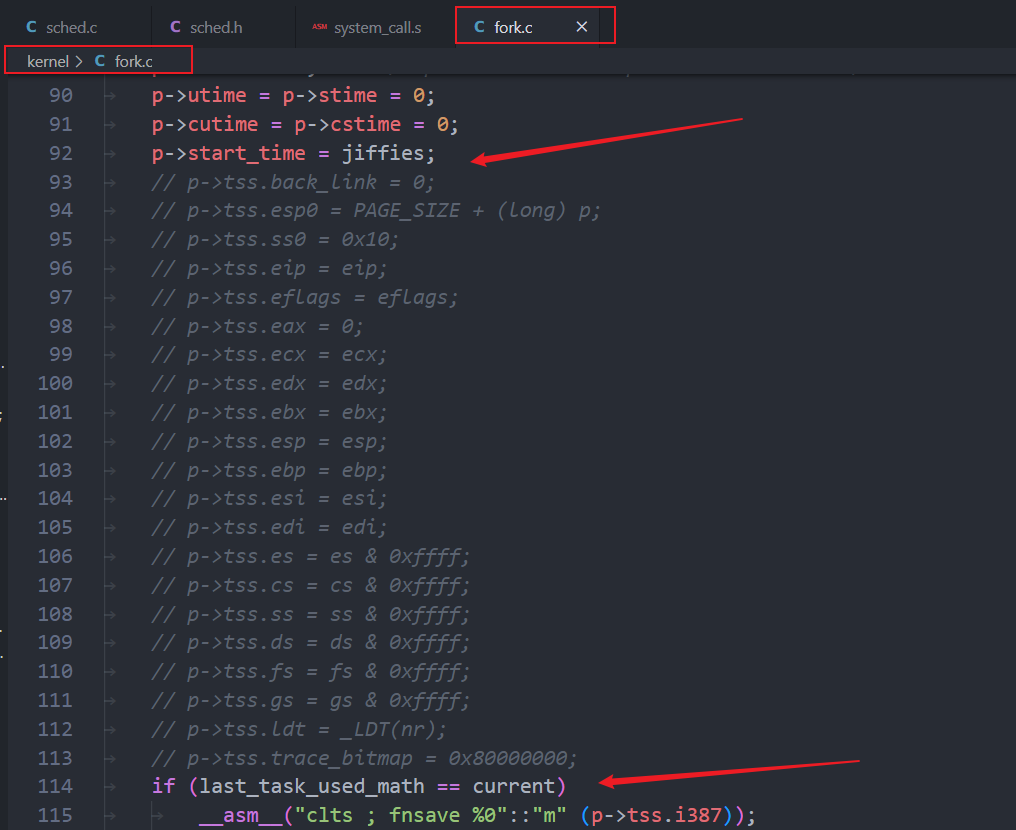 C sched.c C sched.h ASM system_call.s C fork.c ×
kernel > C fork.c
90 p->utime = p->stime = 0;
91 p->cutime = p->cstime = 0;
92 p->start_time = jiffies;
93 // p->tss.back_link = 0;
94 // p->tss.esp0 = PAGE_SIZE + (long) p;
95 // p->tss.ss0 = 0x10;
96 // p->tss.eip = eip;
97 // p->tss.eflags = eflags;
98 // p->tss.eax = 0;
99 // p->tss.ecx = ecx;
100 // p->tss.edx = edx;
101 // p->tss.ebx = ebx;
102 // p->tss.esp = esp;
103 // p->tss.ebp = ebp;
104 // p->tss.esi = esi;
105 // p->tss.edi = edi;
106 // p->tss.es = es & 0xffff;
107 // p->tss.cs = cs & 0xffff;
108 // p->tss.ss = ss & 0xffff;
109 // p->tss.ds = ds & 0xffff;
110 // p->tss.fs = fs & 0xffff;
111 // p->tss.gs = gs & 0xffff;
112 // p->tss.ldt = _LDT(nr);
113 // p->tss.trace_bitmap = 0x80000000;
114 if (last_task_used_math == current)
115 __asm__("clts ; fnsave %0"::"m" (p->tss.i387));